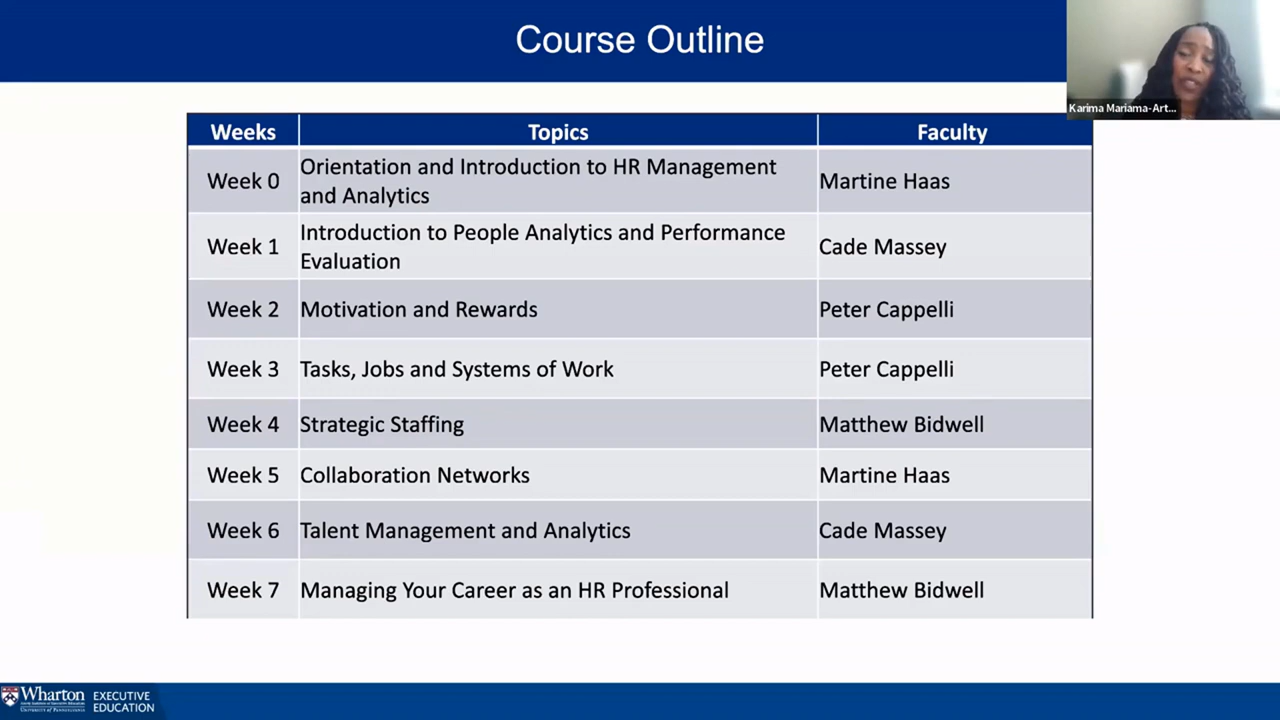 Course Outline
Karima Mariama-Art...
Weeks Topics Faculty
Week 0 Orientation and Introduction to HR Management and Analytics Martine Haas
Week 1 Introduction to People Analytics and Performance Evaluation Cade Massey
Week 2 Motivation and Rewards Peter Cappelli
Week 3 Tasks, Jobs and Systems of Work Peter Cappelli
Week 4 Strategic Staffing Matthew Bidwell
Week 5 Collaboration Networks Martine Haas
Week 6 Talent Management and Analytics Cade Massey
Week 7 Managing Your Career as an HR Professional Matthew Bidwell
Wharton
UNIVERSITY of PENNSYLVANIA
EXECUTIVE
EDUCATION